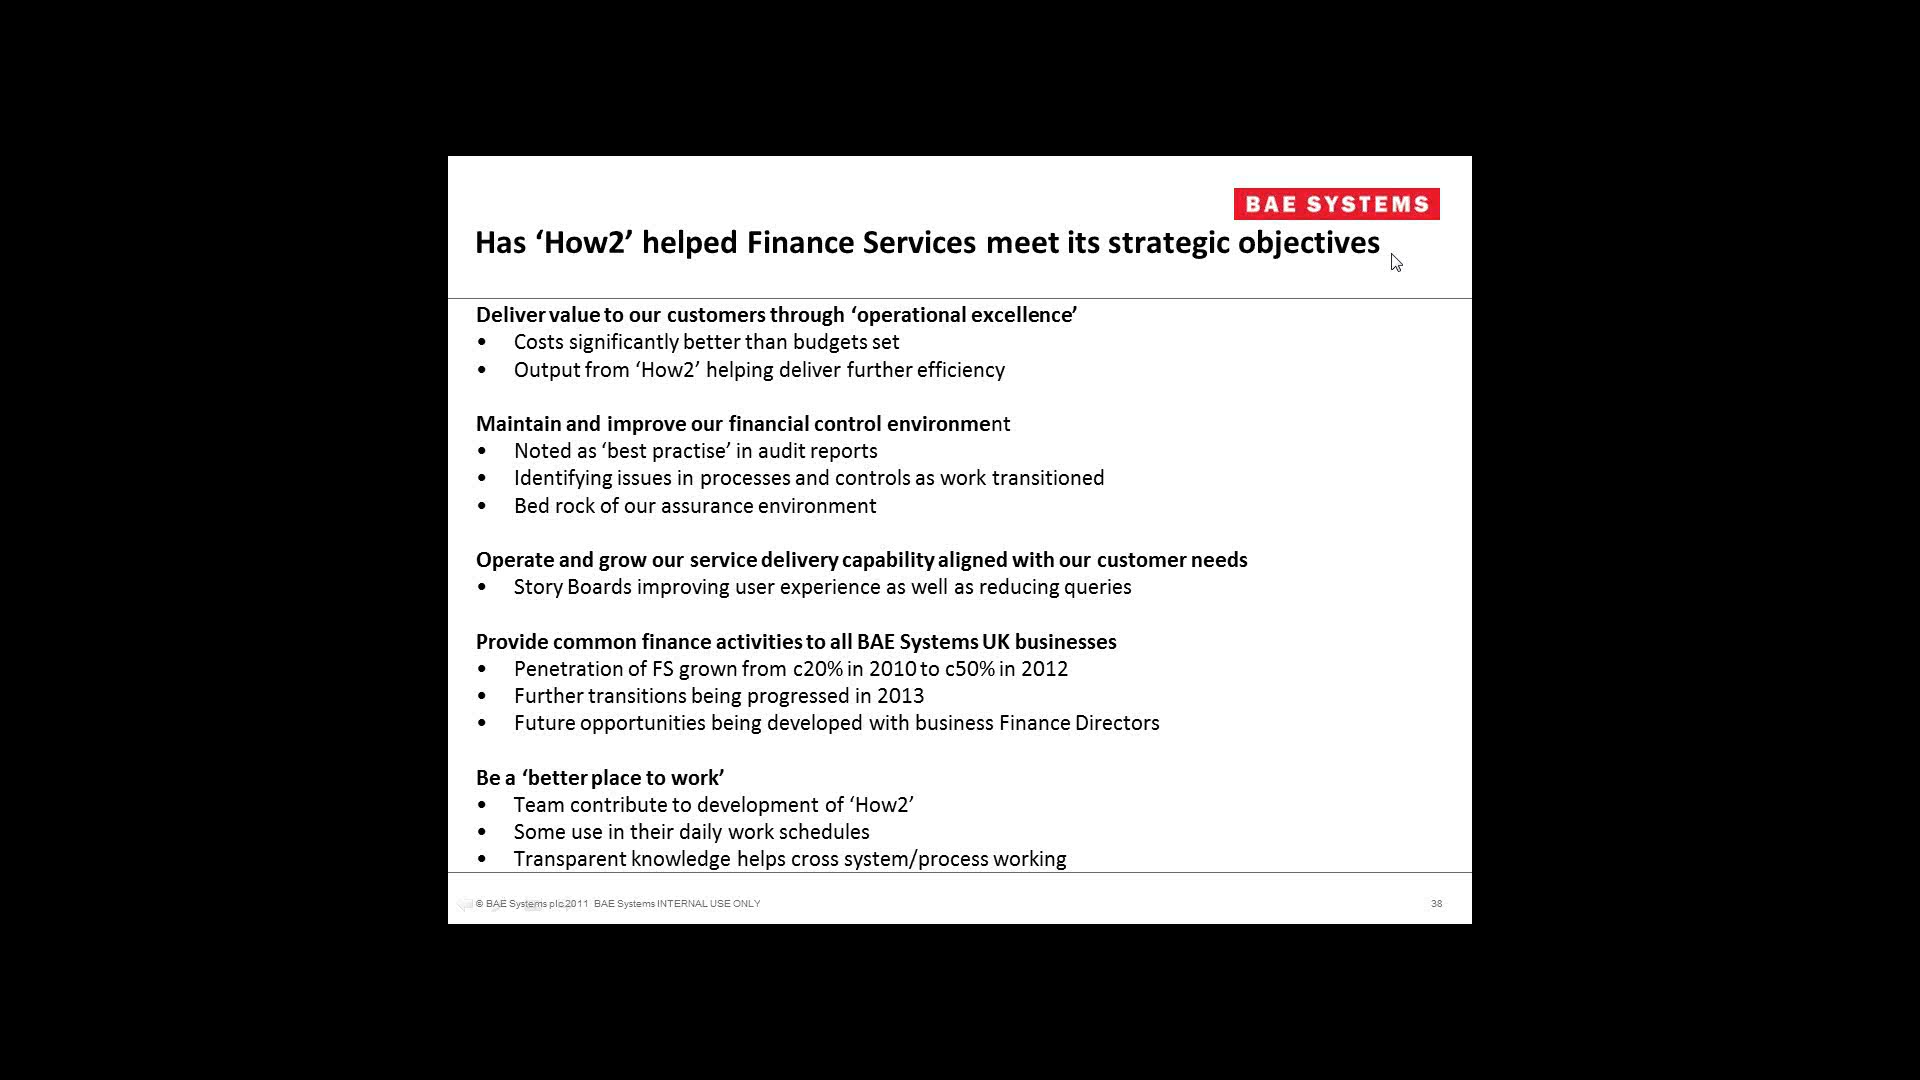 BAE SYSTEMS
Has ‘How2’ helped Finance Services meet its strategic objectives
Deliver value to our customers through ‘operational excellence’
• Costs significantly better than budgets set
• Output from ‘How2’ helping deliver further efficiency
Maintain and improve our financial control environment
• Noted as ‘best practise’ in audit reports
• Identifying issues in processes and controls as work transitioned
• Bed rock of our assurance environment
Operate and grow our service delivery capability aligned with our customer needs
• Story Boards improving user experience as well as reducing queries
Provide common finance activities to all BAE Systems UK businesses
• Penetration of FS grown from c20% in 2010 to c50% in 2012
• Further transitions being progressed in 2013
• Future opportunities being developed with business Finance Directors
Be a ‘better place to work’
• Team contribute to development of ‘How2’
• Some use in their daily work schedules
• Transparent knowledge helps cross system/process working
© BAE Systems plc 2011 BAE Systems INTERNAL USE ONLY
38